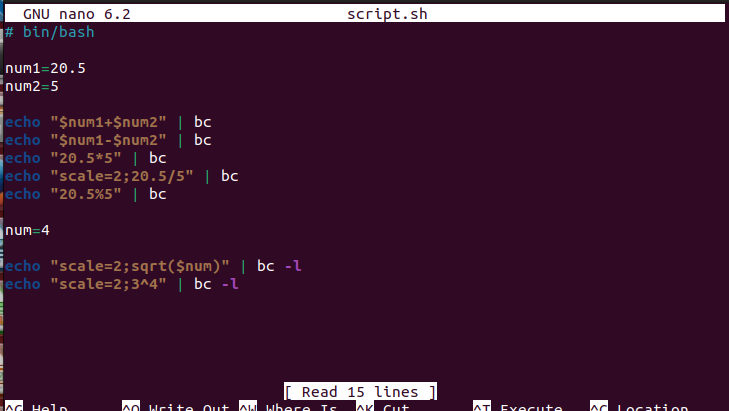 GNU nano 6.2 script.sh
# bin/bash
num1=20.5
num2=5
echo "$num1+$num2" | bc
echo "$num1-$num2" | bc
echo "20.5*5" | bc
echo "scale=2;20.5/5" | bc
echo "20.5%5" | bc
num=4
echo "scale=2;sqrt($num)" | bc -l
echo "scale=2;3^4" | bc -l
[ Read 15 lines ]
^G Help ^O Write Out ^W Where Is ^K Cut ^T Execute ^C Location